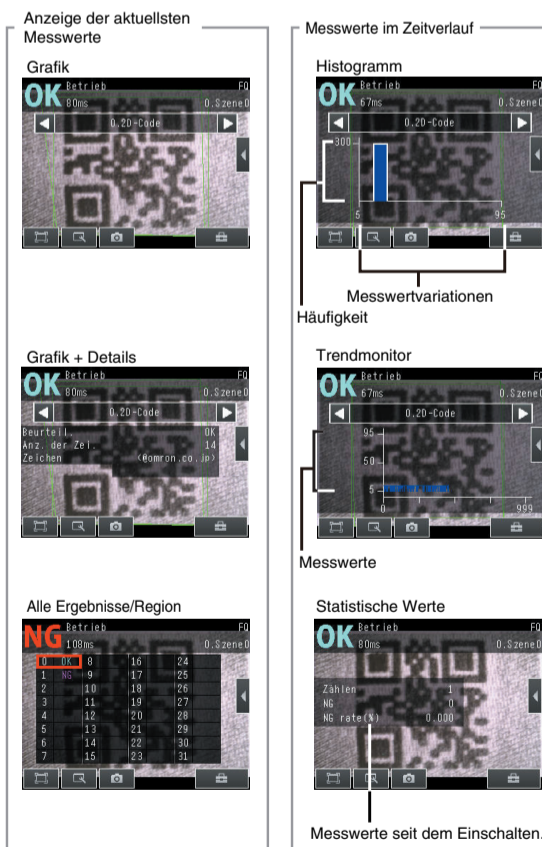 Anzeige der aktuellsten
Messwerte
Grafik
OK Betrieb FQ
80ms 0.Szene0
0.2D-Code
Grafik + Details
OK Betrieb FQ
80ms 0.Szene0
0.2D-Code
Beurteil. OK
Anz. der Zei. 14
Zeichen (@omron.co.jp)
Alle Ergebnisse/Region
NG Betrieb FQ
108ms 0.Szene0
0 OK 8 16 24
1 NG 9 17 25
2 10 18 26
3 11 19 27
4 12 20 28
5 13 21 29
6 14 22 30
7 15 23 31
Messwerte im Zeitverlauf
Histogramm
OK Betrieb FQ
67ms 0.Szene0
0.2D-Code
300
5 95
Messwertvariationen
Häufigkeit
Trendmonitor
OK Betrieb FQ
67ms 0.Szene0
0.2D-Code
95
50
5
0 999
Messwerte
Statistische Werte
OK Betrieb FQ
80ms 0.Szene0
Zählen 1
NG 0
NG rate(%) 0.000
Messwerte seit dem Einschalten.